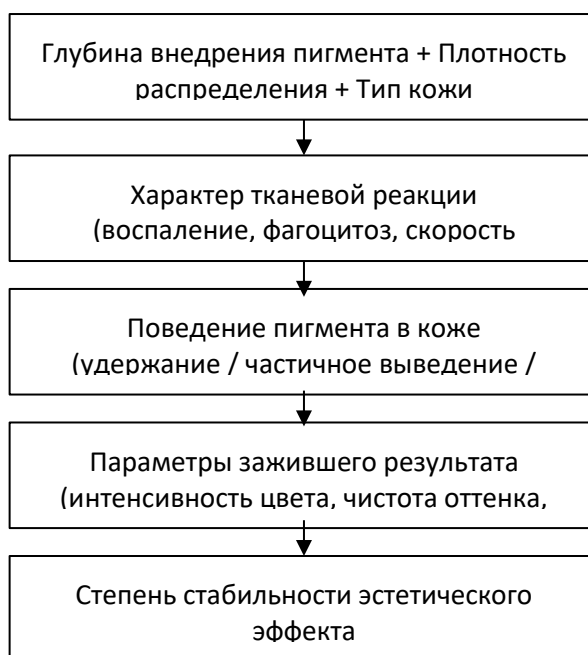 Глубина внедрения пигмента + Плотность
распределения + Тип кожи
Характер тканевой реакции
(воспаление, фагоцитоз, скорость
Поведение пигмента в коже
(удержание / частичное выведение /
Параметры зажившего результата
(интенсивность цвета, чистота оттенка,
Степень стабильности эстетического
эффекта